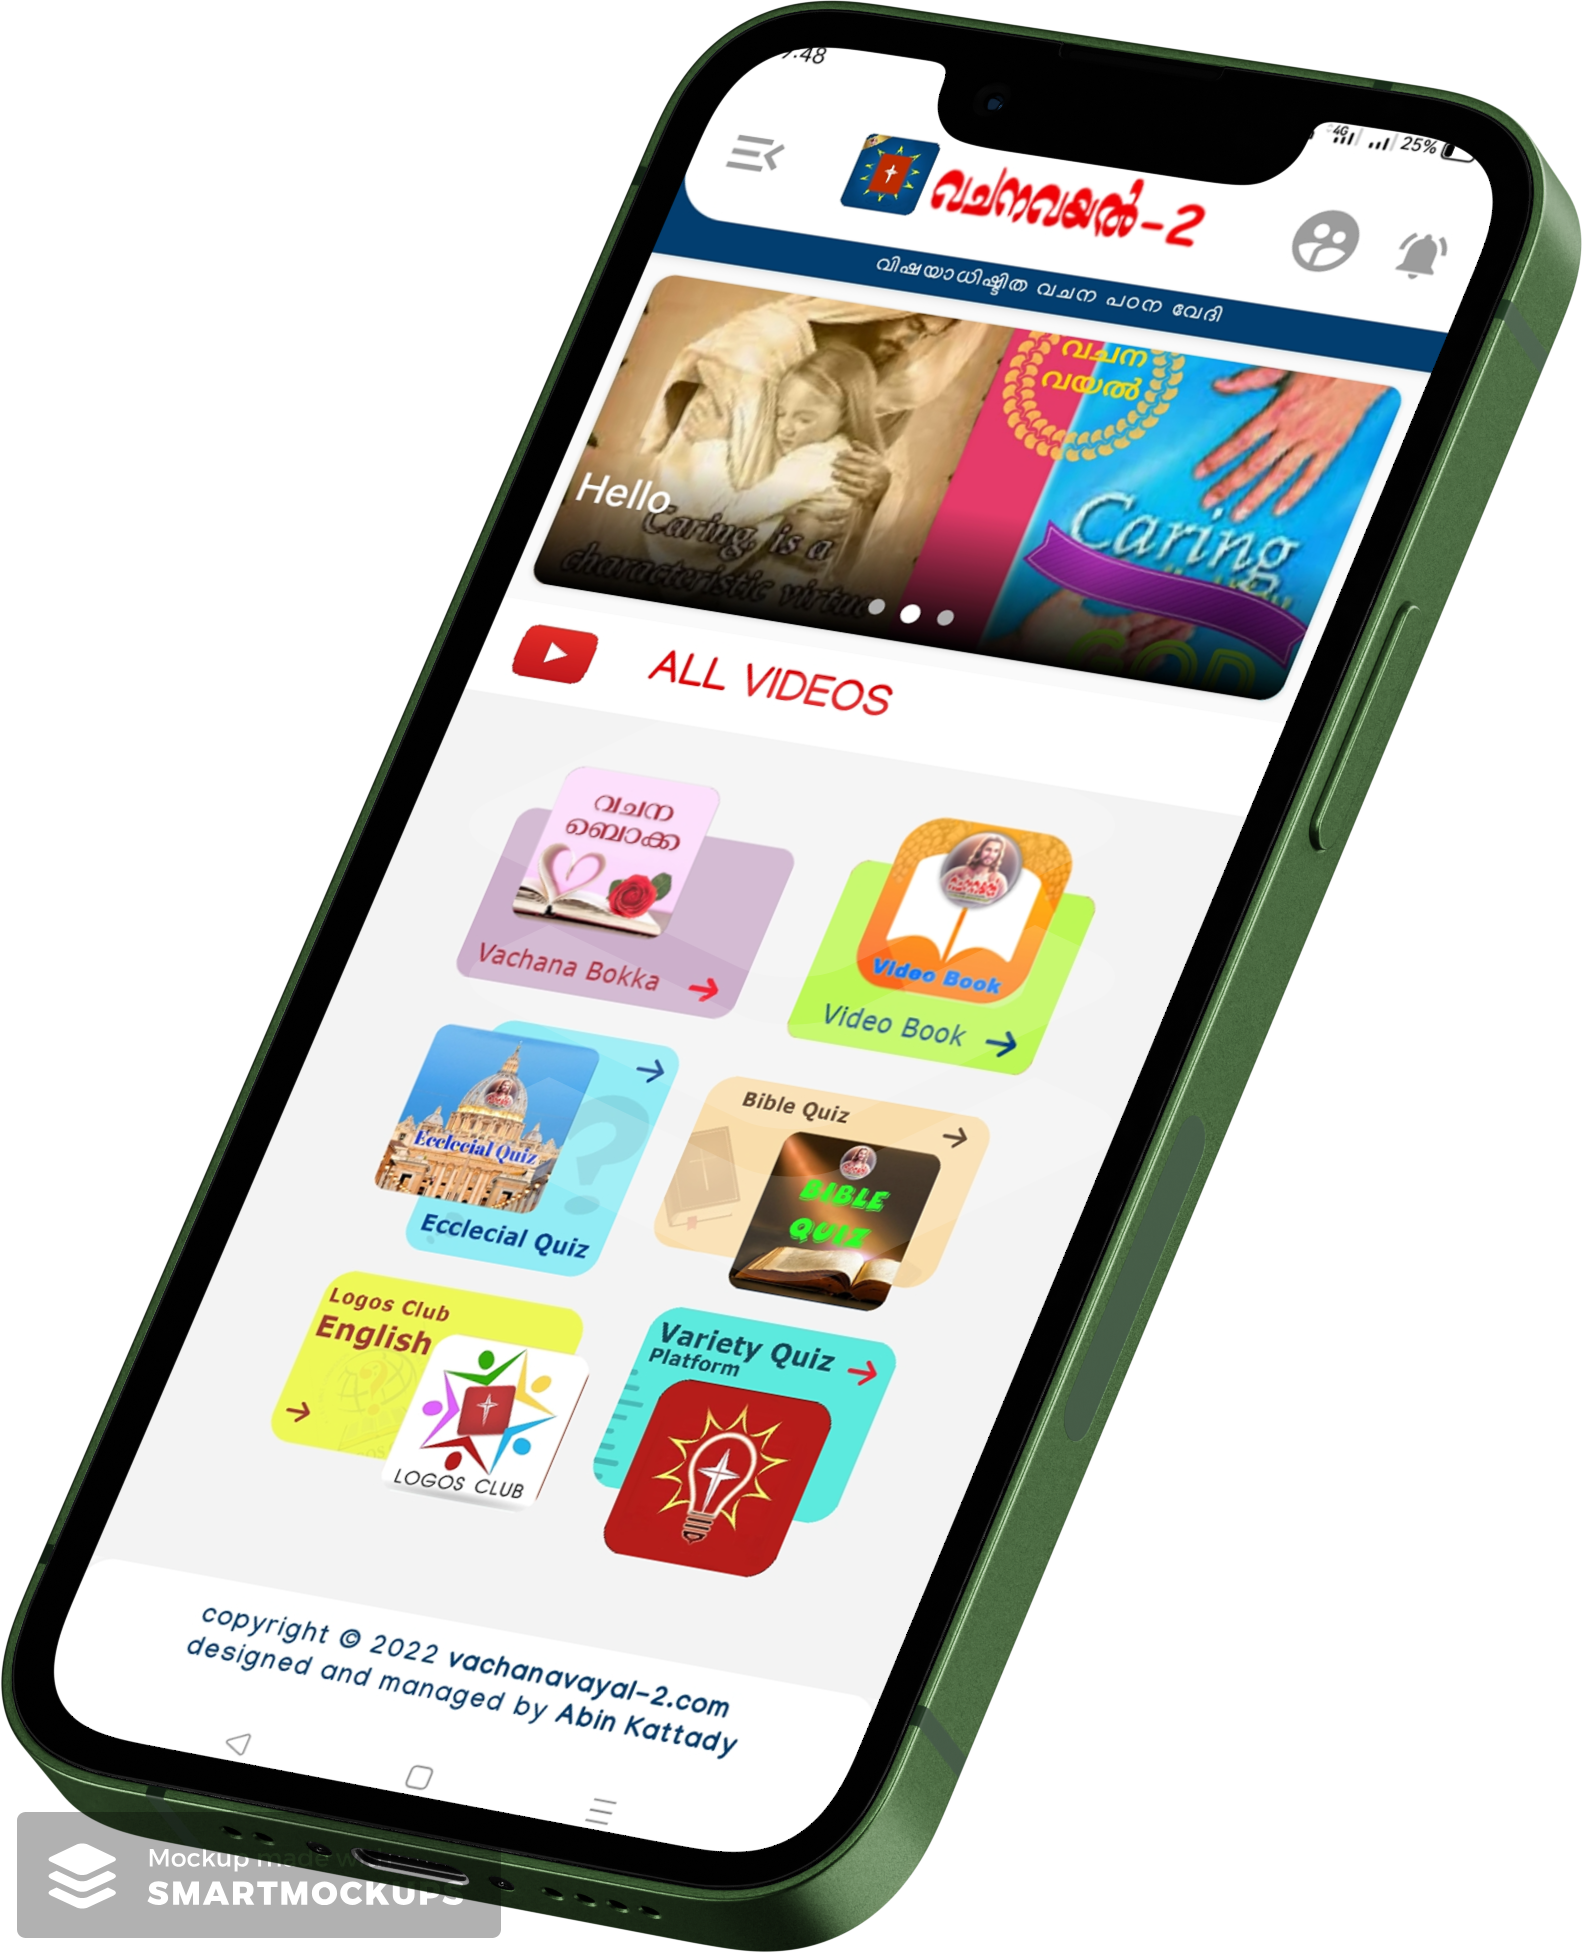 :48
4G
25%
വചനവയൽ-2
വിഷയാധിഷ്ഠിത വചന പഠന വേദി
വചന
വയൽ
Hello
Caring, is a
characteristic virtue
Caring
GOD
ALL VIDEOS
വചന
ബൊക്ക
Vachana Bokka
Video Book
Video Book
Ecclecial Quiz
Ecclecial Quiz
Bible Quiz
BIBLE
QUIZ
Logos Club
English
LOGOS CLUB
Variety Quiz
Platform
copyright © 2022 vachanavayal-2.com
designed and managed by Abin Kattady
Mockup made with
SMARTMOCKUPS